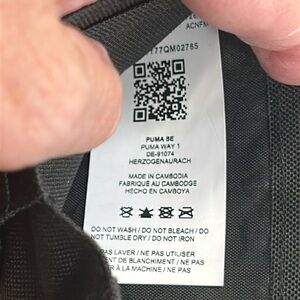 ACNFM
177QM02765
PUMA SE
PUMA WAY 1
DE-91074
HERZOGENAURACH
MADE IN CAMBODIA
FABRIQUÉ AU CAMBODGE
HECHO EN CAMBOYA
DO NOT WASH / DO NOT BLEACH / DO
NOT TUMBLE DRY / DO NOT IRON
PAS LAVER / NE PAS UTILISER
DE BLANCHIMENT / NE PAS
À LA MACHINE / NE PAS